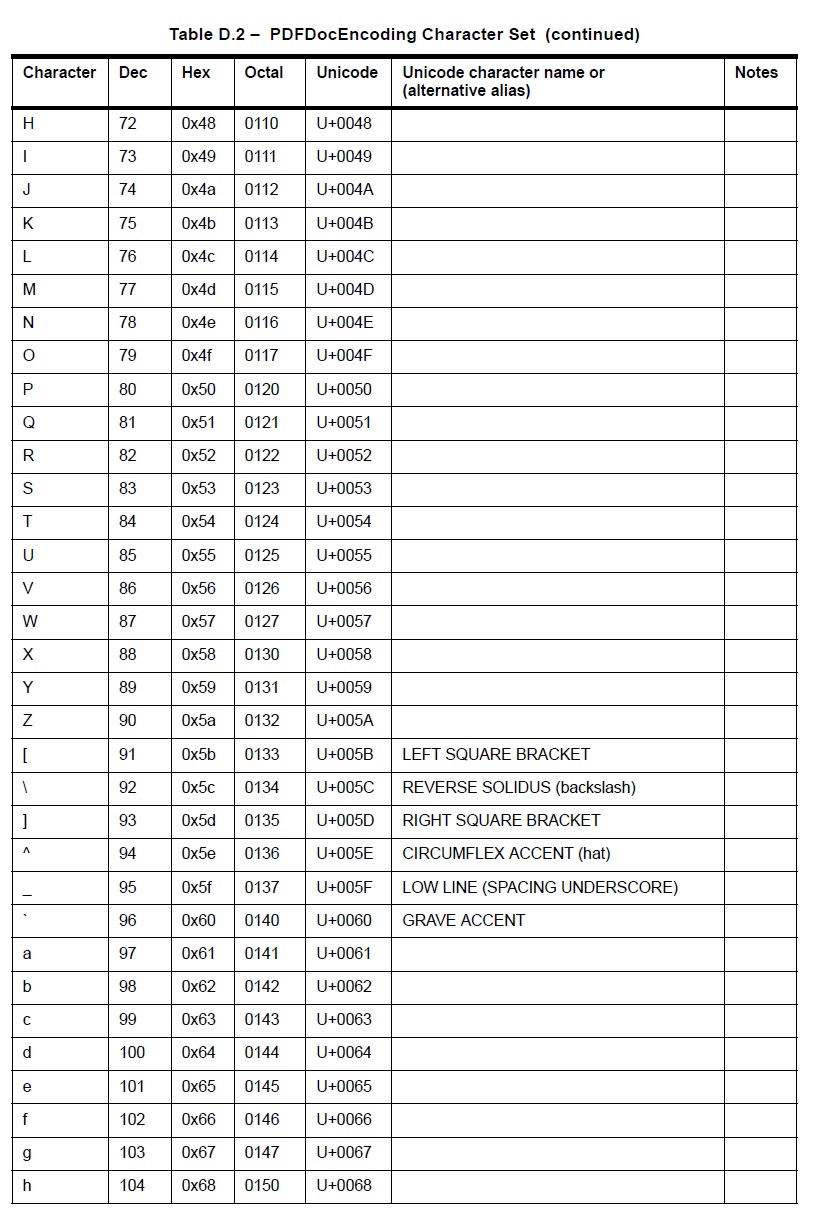 Table D.2 – PDFDocEncoding Character Set (continued)
Character Dec Hex Octal Unicode Unicode character name or Notes
(alternative alias)
H 72 0x48 0110 U+0048
I 73 0x49 0111 U+0049
J 74 0x4a 0112 U+004A
K 75 0x4b 0113 U+004B
L 76 0x4c 0114 U+004C
M 77 0x4d 0115 U+004D
N 78 0x4e 0116 U+004E
O 79 0x4f 0117 U+004F
P 80 0x50 0120 U+0050
Q 81 0x51 0121 U+0051
R 82 0x52 0122 U+0052
S 83 0x53 0123 U+0053
T 84 0x54 0124 U+0054
U 85 0x55 0125 U+0055
V 86 0x56 0126 U+0056
W 87 0x57 0127 U+0057
X 88 0x58 0130 U+0058
Y 89 0x59 0131 U+0059
Z 90 0x5a 0132 U+005A
[ 91 0x5b 0133 U+005B LEFT SQUARE BRACKET
\ 92 0x5c 0134 U+005C REVERSE SOLIDUS (backslash)
] 93 0x5d 0135 U+005D RIGHT SQUARE BRACKET
^ 94 0x5e 0136 U+005E CIRCUMFLEX ACCENT (hat)
_ 95 0x5f 0137 U+005F LOW LINE (SPACING UNDERSCORE)
` 96 0x60 0140 U+0060 GRAVE ACCENT
a 97 0x61 0141 U+0061
b 98 0x62 0142 U+0062
c 99 0x63 0143 U+0063
d 100 0x64 0144 U+0064
e 101 0x65 0145 U+0065
f 102 0x66 0146 U+0066
g 103 0x67 0147 U+0067
h 104 0x68 0150 U+0068